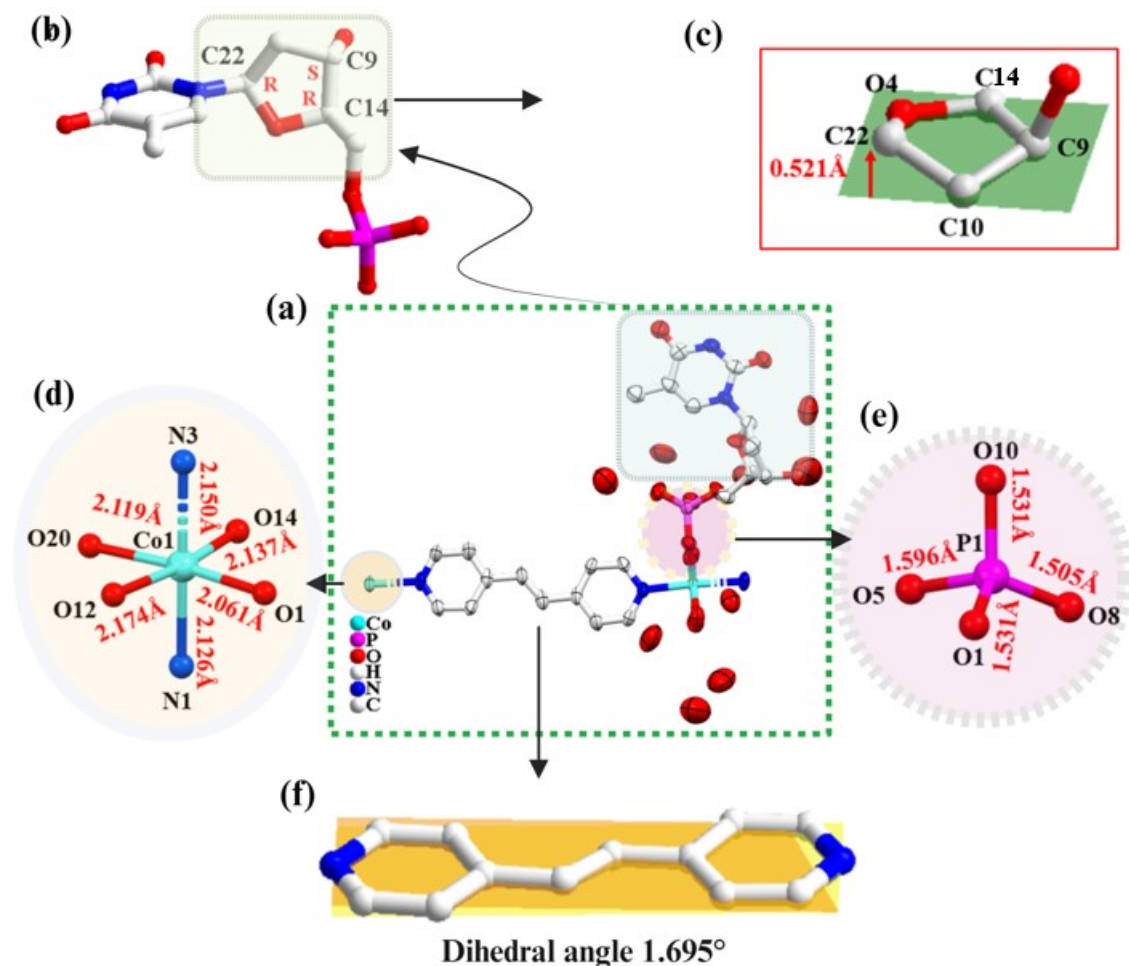 (b)
C22
C9
S
R
R
C14
(c)
O4
C14
C22
C9
0.521Å
C10
(a)
(d)
N3
2.150Å
2.119Å
O14
O20
Co1
2.137Å
O12
2.061Å
O1
2.174Å
2.126Å
N1
Co
P
O
H
N
C
(e)
O10
1.531Å
P1
1.596Å
1.505Å
O5
O8
O1
1.531Å
(f)
Dihedral angle 1.695°